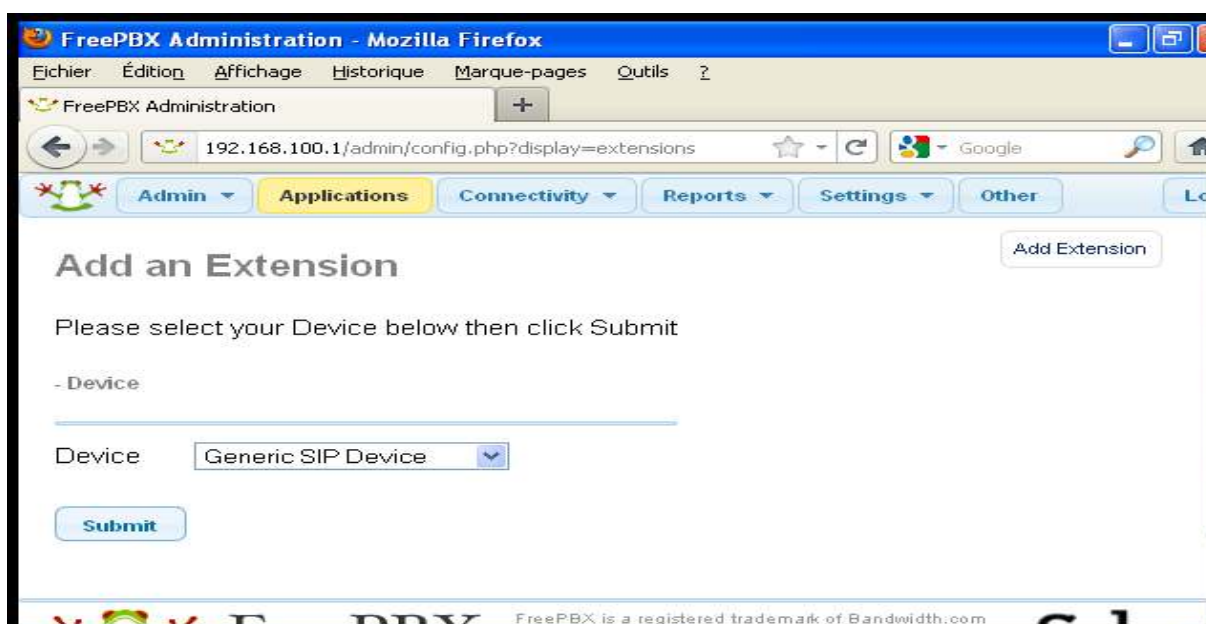 FreePBX Administration - Mozilla Firefox
Fichier Édition Affichage Historique Marque-pages Outils ?
FreePBX Administration
192.168.100.1/admin/config.php?display=extensions Google
Admin Applications Connectivity Reports Settings Other
Add Extension
Add an Extension
Please select your Device below then click Submit
- Device
Device Generic SIP Device
Submit
FreePBX is a registered trademark of Bandwidth.com